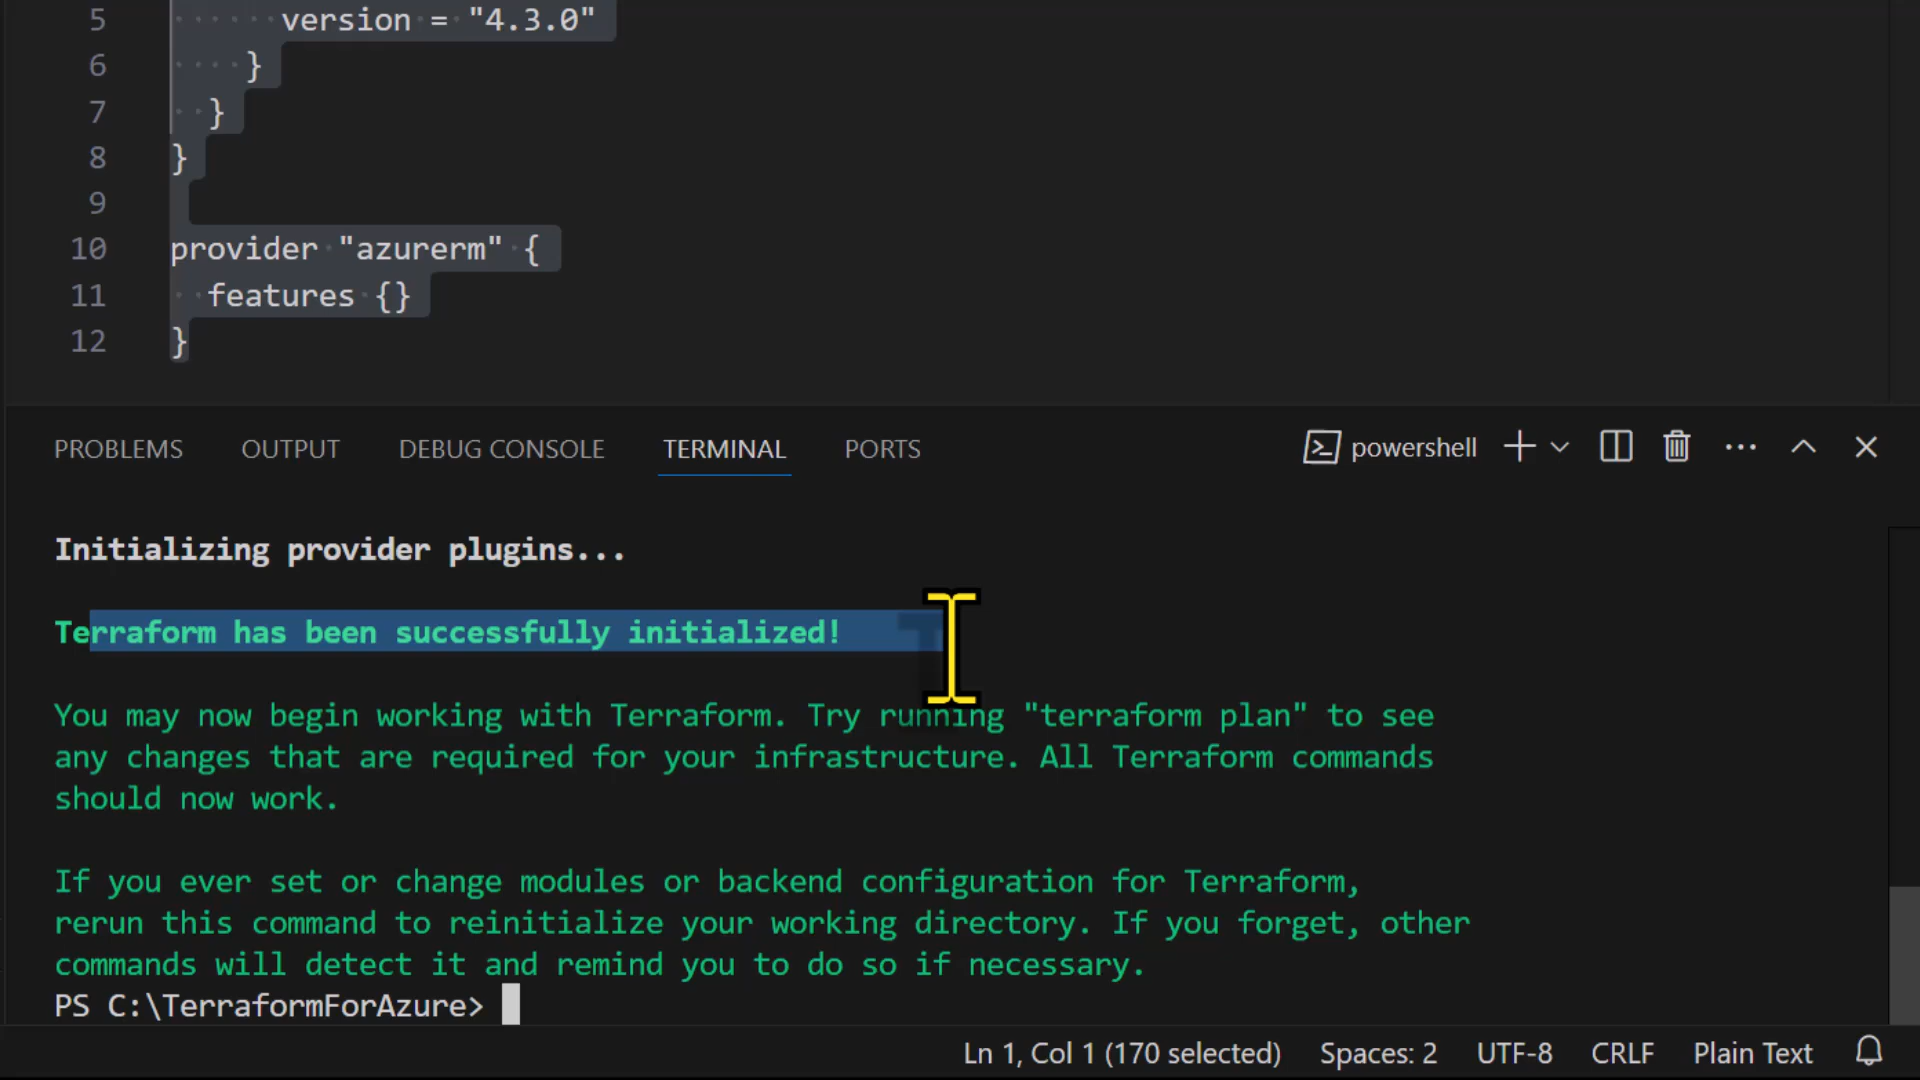 5 version = "4.3.0"
6 }
7 }
8 }
9
10 provider "azurerm" {
11 features {}
12 }
PROBLEMS OUTPUT DEBUG CONSOLE TERMINAL PORTS powershell
Initializing provider plugins...
Terraform has been successfully initialized!
You may now begin working with Terraform. Try running "terraform plan" to see
any changes that are required for your infrastructure. All Terraform commands
should now work.
If you ever set or change modules or backend configuration for Terraform,
rerun this command to reinitialize your working directory. If you forget, other
commands will detect it and remind you to do so if necessary.
PS C:\TerraformForAzure>
Ln 1, Col 1 (170 selected) Spaces: 2 UTF-8 CRLF Plain Text